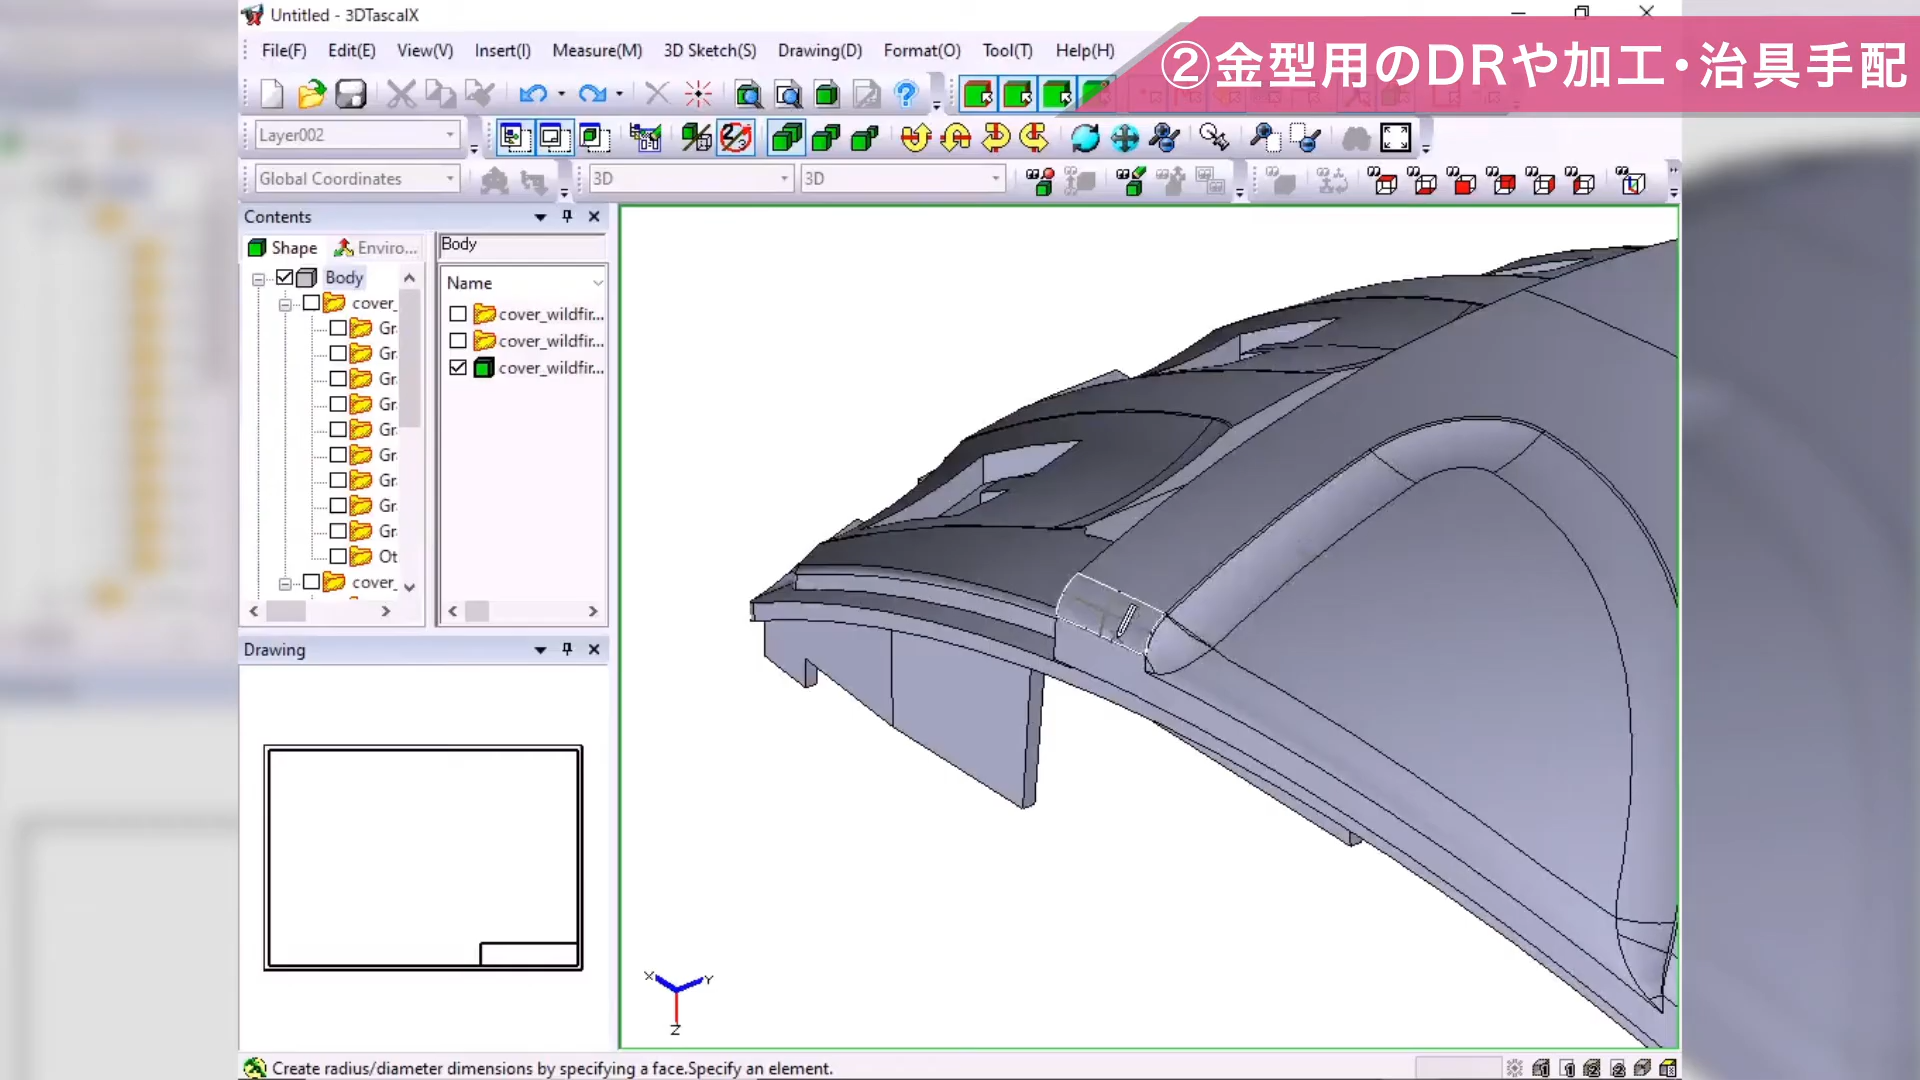 Untitled - 3DTascalX
②金型用のDRや加工・治具手配
File(F) Edit(E) View(V) Insert(I) Measure(M) 3D Sketch(S) Drawing(D) Format(O) Tool(T) Help(H)
Layer002
Global Coordinates 3D 3D
Contents
Shape Enviro... Body
Body Name
cover_ cover_wildfir...
Gr cover_wildfir...
Gr cover_wildfir...
Gr
Gr
Gr
Gr
Gr
Gr
Gr
Ot
cover_
Drawing
X Y
Z
Create radius/diameter dimensions by specifying a face.Specify an element.